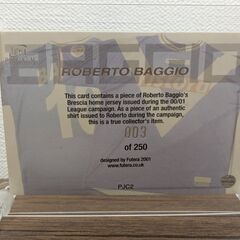 BAGGIO
ROBERTO BAGGIO
This card contains a piece of Roberto Baggio's
Brescia home jersey issued during the 00/01
League campaign. As a piece of an authentic
shirt issued to Roberto during the campaign,
this is a true collector's item.
003
of 250
designed by Futera 2001
www.futera.co.uk
PJC2